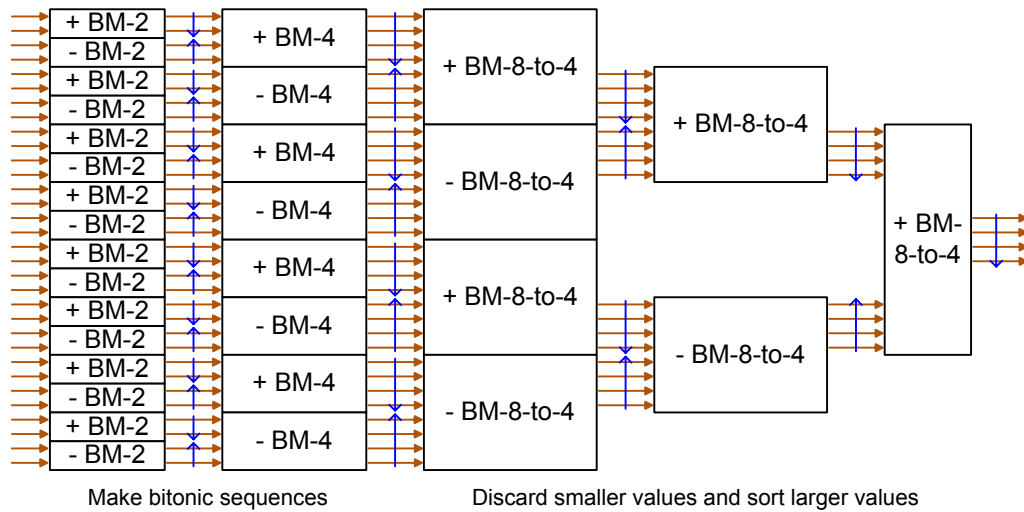 + BM-2
- BM-2
+ BM-2
- BM-2
+ BM-2
- BM-2
+ BM-2
- BM-2
+ BM-2
- BM-2
+ BM-2
- BM-2
+ BM-2
- BM-2
+ BM-2
- BM-2
+ BM-4
- BM-4
+ BM-4
- BM-4
+ BM-4
- BM-4
+ BM-4
- BM-4
+ BM-8-to-4
- BM-8-to-4
+ BM-8-to-4
- BM-8-to-4
+ BM-8-to-4
- BM-8-to-4
+ BM-
8-to-4
Make bitonic sequences
Discard smaller values and sort larger values